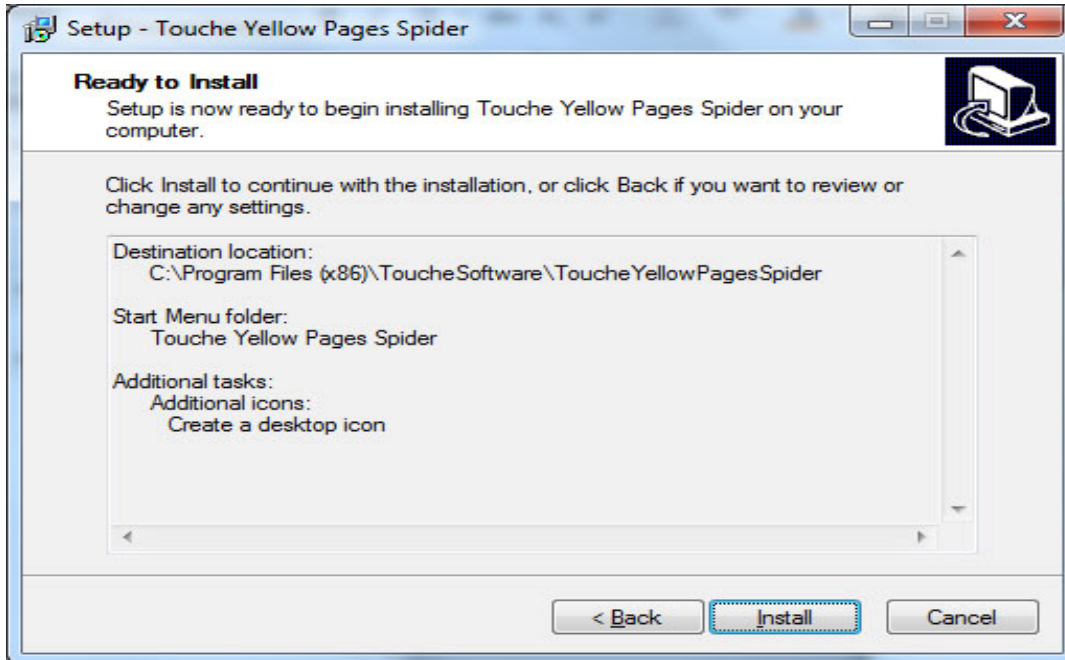 Setup - Touche Yellow Pages Spider
Ready to Install
Setup is now ready to begin installing Touche Yellow Pages Spider on your
computer.
Click Install to continue with the installation, or click Back if you want to review or
change any settings.
Destination location:
C:\Program Files (x86)\ToucheSoftware\ToucheYellowPagesSpider
Start Menu folder:
Touche Yellow Pages Spider
Additional tasks:
Additional icons:
Create a desktop icon
< Back Install Cancel